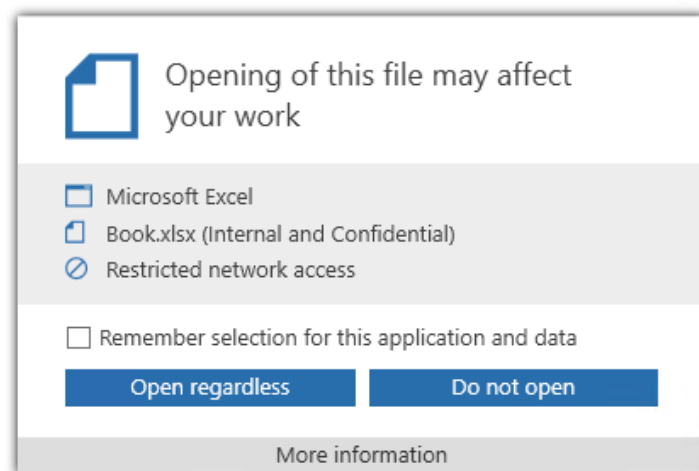 Opening of this file may affect
your work
Microsoft Excel
Book.xlsx (Internal and Confidential)
Restricted network access
Remember selection for this application and data
Open regardless
Do not open
More information